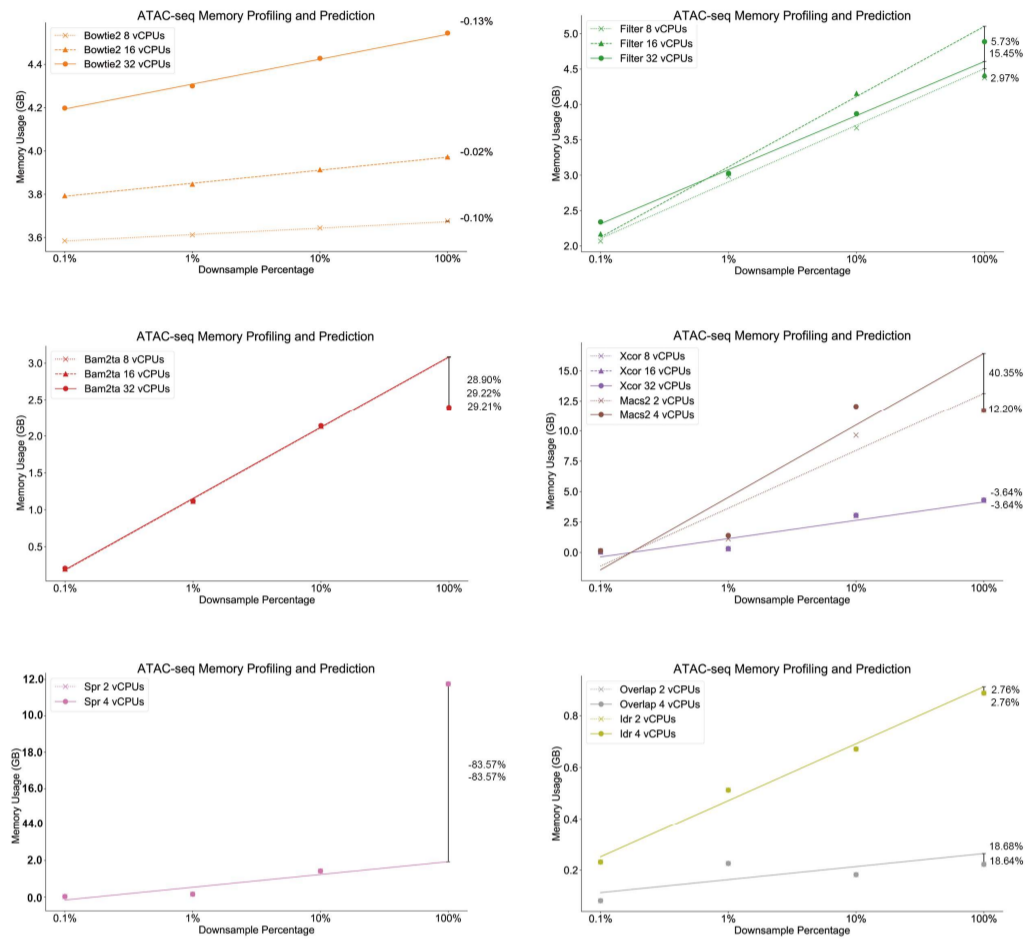 ATAC-seq Memory Profiling and Prediction
Bowtie2 8 vCPUs
Bowtie2 16 vCPUs
Bowtie2 32 vCPUs
-0.13%
-0.02%
-0.10%
4.4
4.2
4.0
3.8
3.6
Memory Usage (GB)
0.1%
1%
10%
100%
Downsample Percentage
ATAC-seq Memory Profiling and Prediction
Filter 8 vCPUs
Filter 16 vCPUs
Filter 32 vCPUs
5.73%
15.45%
2.97%
5.0
4.5
4.0
3.5
3.0
2.5
2.0
Memory Usage (GB)
0.1%
1%
10%
100%
Downsample Percentage
ATAC-seq Memory Profiling and Prediction
Bam2ta 8 vCPUs
Bam2ta 16 vCPUs
Bam2ta 32 vCPUs
28.90%
29.22%
29.21%
3.0
2.5
2.0
1.5
1.0
0.5
Memory Usage (GB)
0.1%
1%
10%
100%
Downsample Percentage
ATAC-seq Memory Profiling and Prediction
Xcor 8 vCPUs
Xcor 16 vCPUs
Xcor 32 vCPUs
Macs2 2 vCPUs
Macs2 4 vCPUs
40.35%
12.20%
-3.64%
-3.64%
15.0
12.5
10.0
7.5
5.0
2.5
0.0
Memory Usage (GB)
0.1%
1%
10%
100%
Downsample Percentage
ATAC-seq Memory Profiling and Prediction
Spr 2 vCPUs
Spr 4 vCPUs
-83.57%
-83.57%
12.0
10.0
18.0
16.0
44.0
2.0
0.0
Memory Usage (GB)
0.1%
1%
10%
100%
Downsample Percentage
ATAC-seq Memory Profiling and Prediction
Overlap 2 vCPUs
Overlap 4 vCPUs
Idr 2 vCPUs
Idr 4 vCPUs
2.76%
2.76%
18.68%
18.64%
0.8
0.6
0.4
0.2
Memory Usage (GB)
0.1%
1%
10%
100%
Downsample Percentage